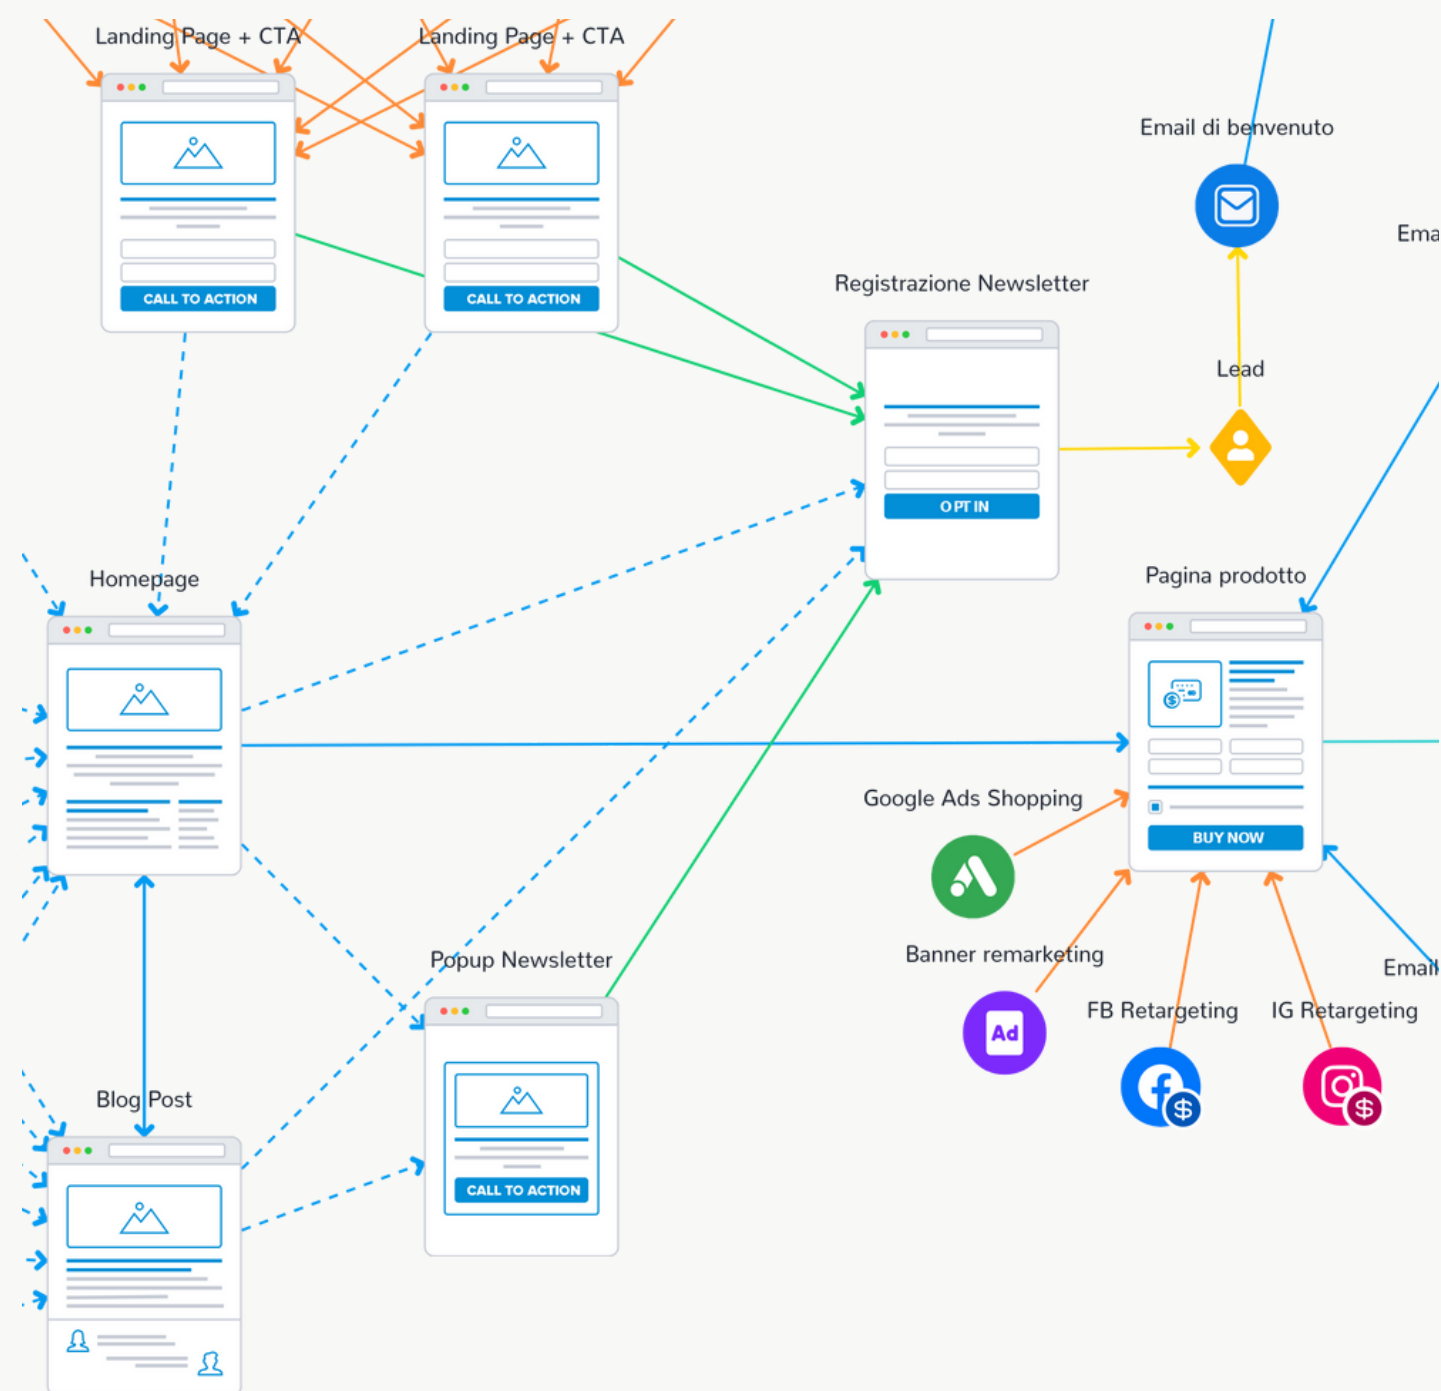 Landing Page + CTA
Landing Page + CTA
CALL TO ACTION
CALL TO ACTION
Email di benvenuto
Ema
Registrazione Newsletter
OPT IN
Lead
Homepage
Pagina prodotto
BUY NOW
Google Ads Shopping
Banner remarketing
Ad
FB Retargeting
IG Retargeting
Email
Popup Newsletter
CALL TO ACTION
Blog Post